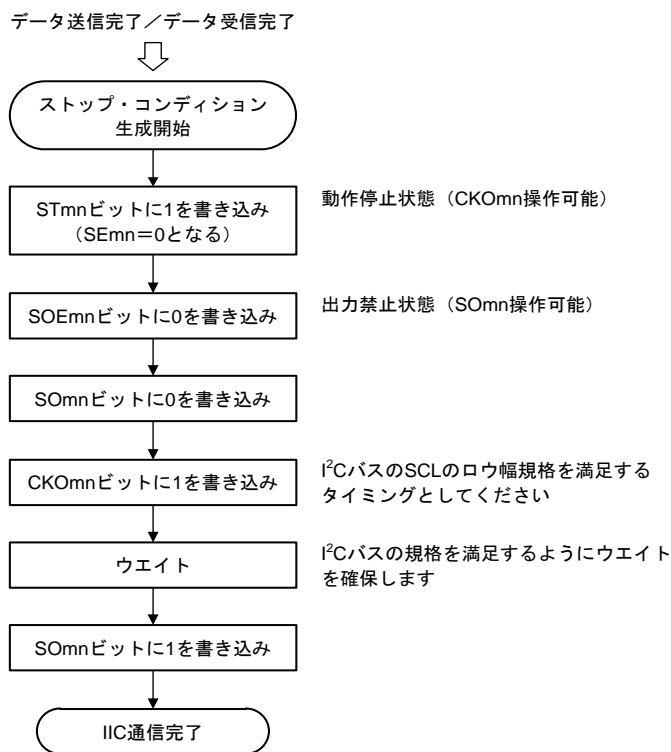 データ送信完了／データ受信完了
ストップ・コンディション
生成開始
STmnビットに1を書き込み
（SEmn＝0となる）
動作停止状態（CKOmn操作可能）
SOEmnビットに0を書き込み
出力禁止状態（SOmn操作可能）
SOmnビットに0を書き込み
CKOmnビットに1を書き込み
I²CバスのSCLのロウ幅規格を満足する
タイミングとしてください
ウエイト
I²Cバスの規格を満足するようにウエイト
を確保します
SOmnビットに1を書き込み
IIC通信完了